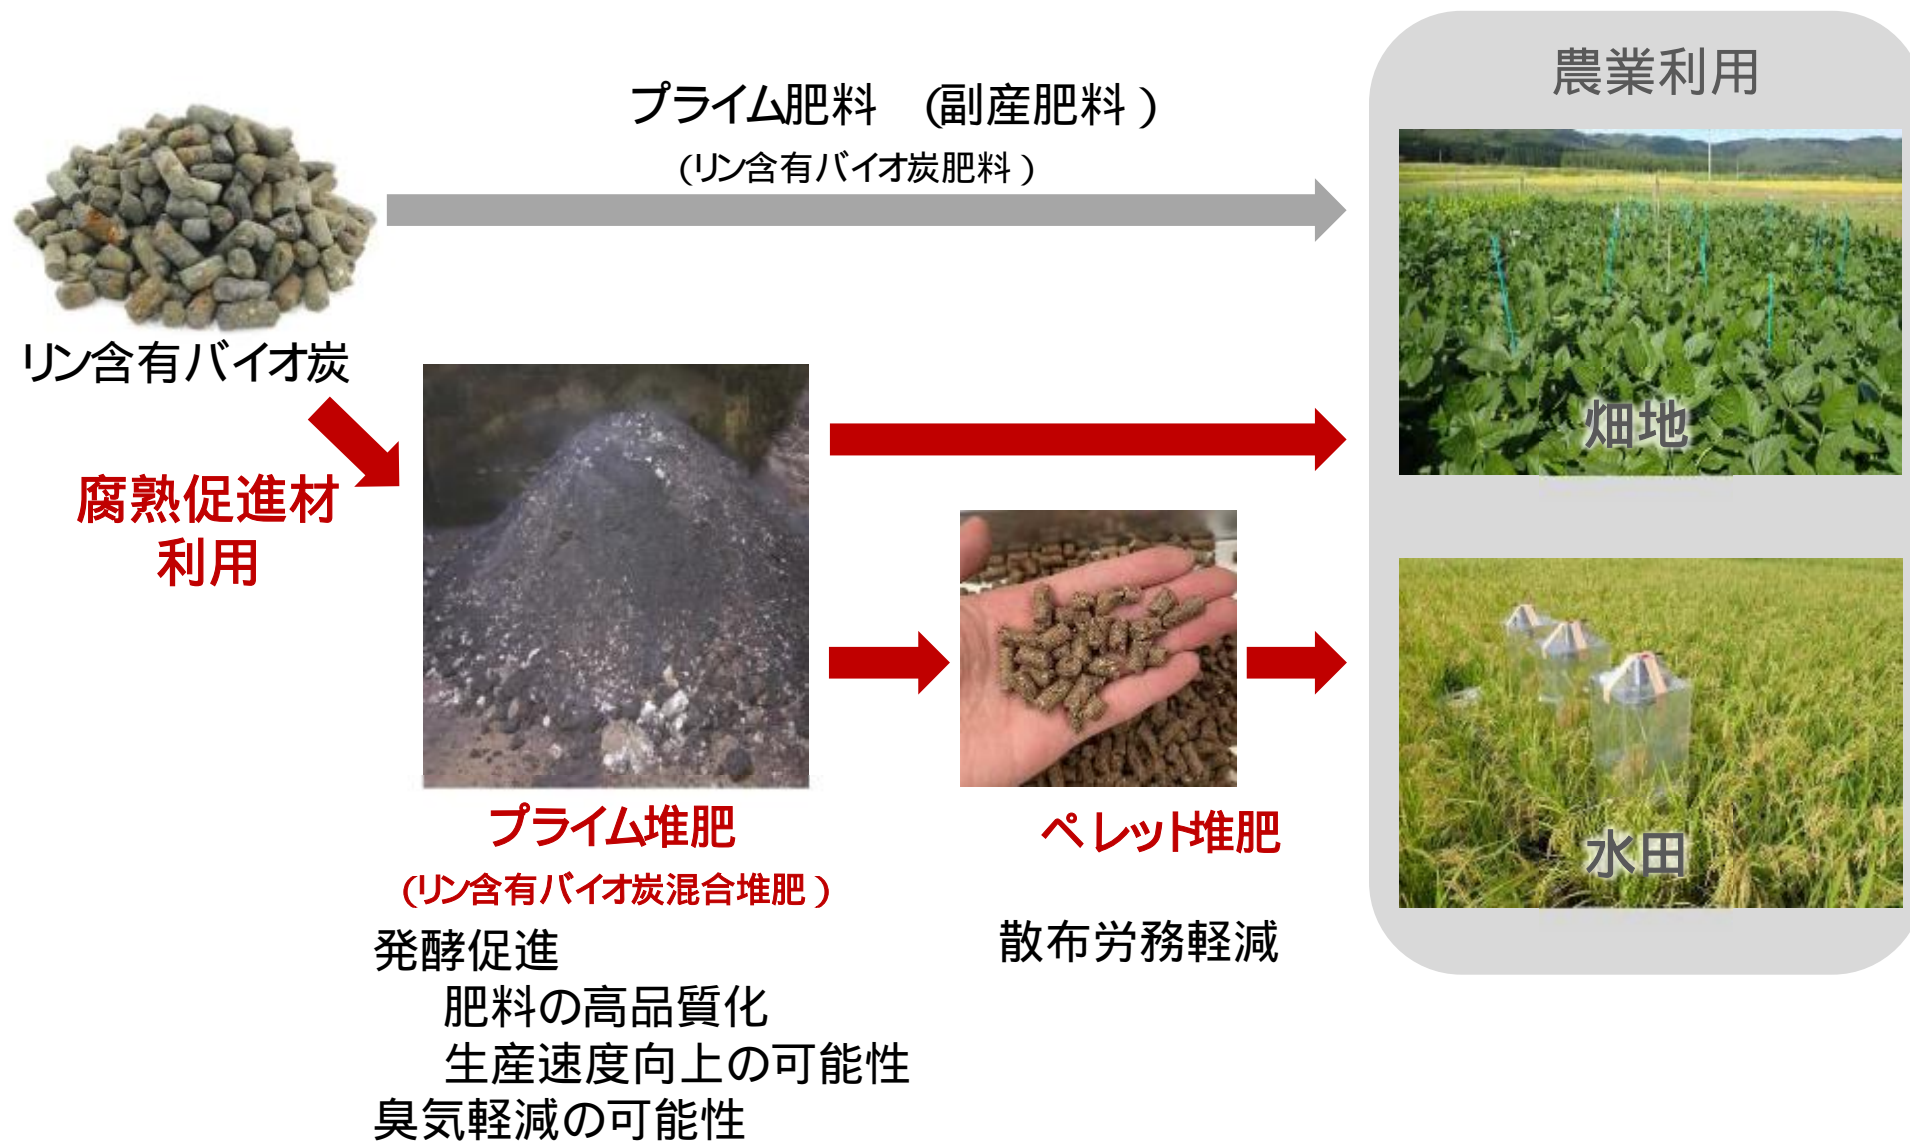 農業利用
プライム肥料 (副産肥料)
(リン含有バイオ炭肥料)
リン含有バイオ炭
畑地
腐熟促進材
利用
プライム堆肥
(リン含有バイオ炭混合堆肥)
ペレット堆肥
水田
発酵促進
肥料の高品質化
生産速度向上の可能性
臭気軽減の可能性
散布労務軽減